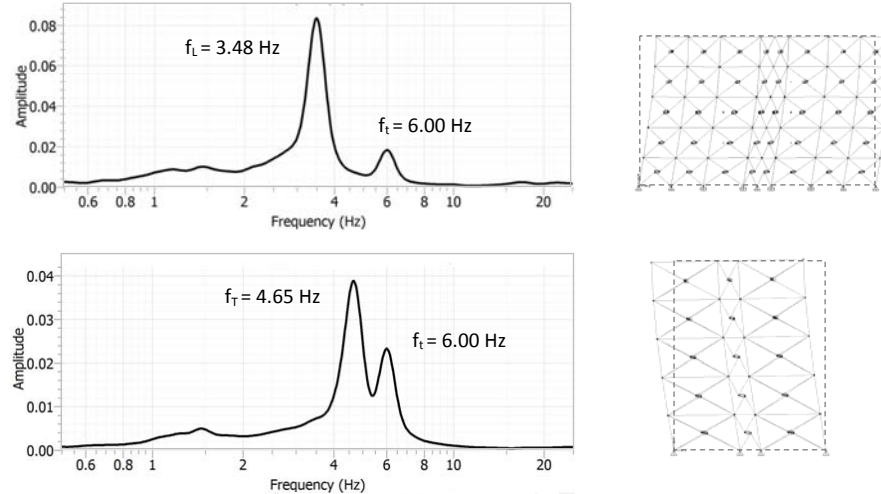 0.08
0.06
0.04
0.02
0.00
Amplitude
f_L = 3.48 Hz
f_t = 6.00 Hz
0.6 0.8 1 2 4 6 8 10 20
Frequency (Hz)
0.04
0.03
0.02
0.01
0.00
Amplitude
f_T = 4.65 Hz
f_t = 6.00 Hz
0.6 0.8 1 2 4 6 8 10 20
Frequency (Hz)